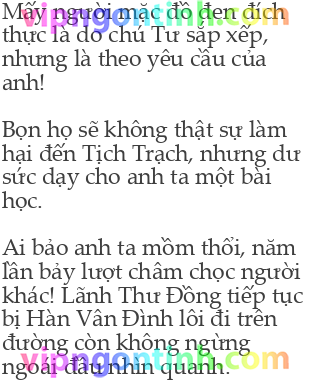 Mấy người mặc đồ đen đích
thực là do chú Tư sắp xếp,
nhưng là theo yêu cầu của
anh!
Bọn họ sẽ không thật sự làm
hại đến Tịch Trạch, nhưng dư
sức dạy cho anh ta một bài
học.
Ai bảo anh ta mồm thổi, năm
lần bảy lượt châm chọc người
khác! Lãnh Thư Đồng tiếp tục
bị Hàn Vân Đình lôi đi trên
đường còn không ngừng
ngoái đầu nhìn quanh.
vipngontinh.com
vipngontinh.com